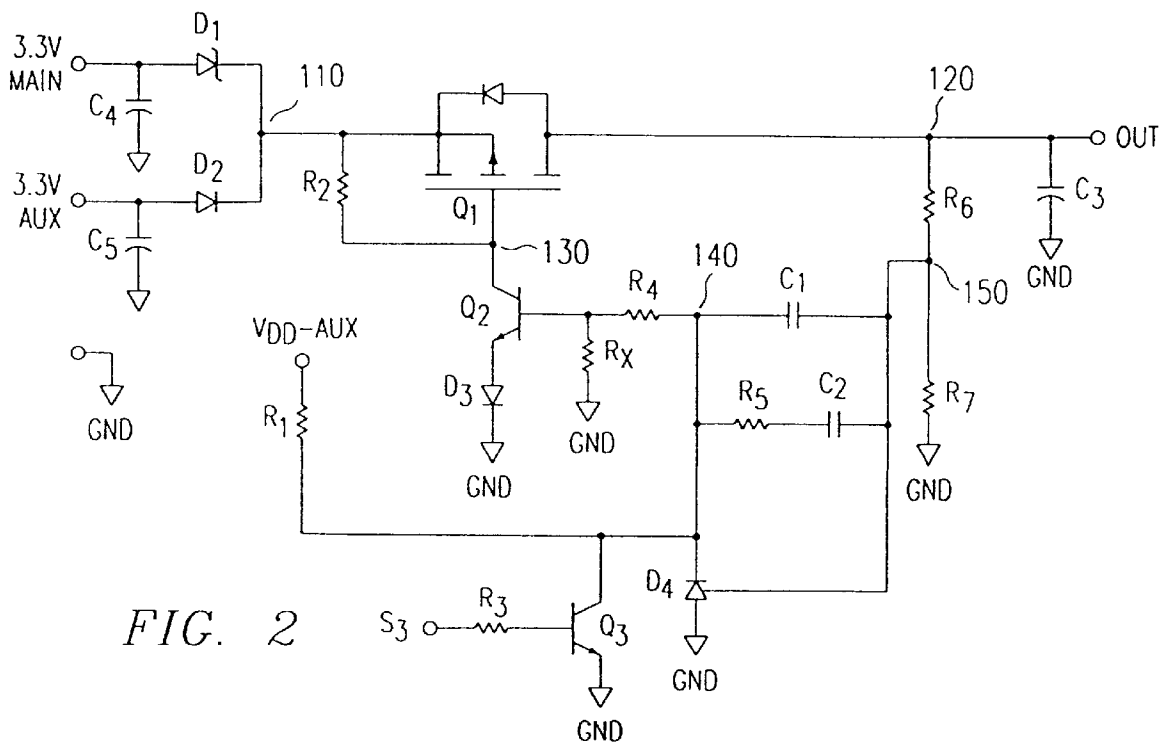 D1
3.3V
MAIN
C4
110
120
OUT
D2
R2
R6
C3
3.3V
AUX
Q1
C5
130
140
C1
150
GND
R4
Q2
VDD-AUX
RX
C2
D3
R5
R7
R1
GND
GND
GND
GND
D4
FIG. 2
S3
R3
Q3
GND
GND